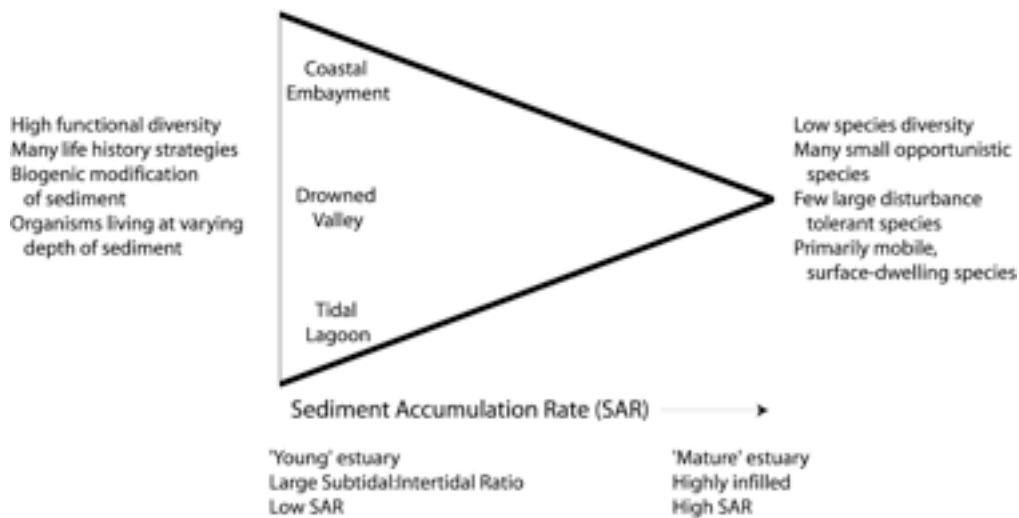 Coastal
Embayment
High functional diversity
Many life history strategies
Biogenic modification
of sediment
Organisms living at varying
depth of sediment
Drowned
Valley
Tidal
Lagoon
Low species diversity
Many small opportunistic
species
Few large disturbance
tolerant species
Primarily mobile,
surface-dwelling species
Sediment Accumulation Rate (SAR)
'Young' estuary
Large Subtidal:Intertidal Ratio
Low SAR
'Mature' estuary
Highly infilled
High SAR